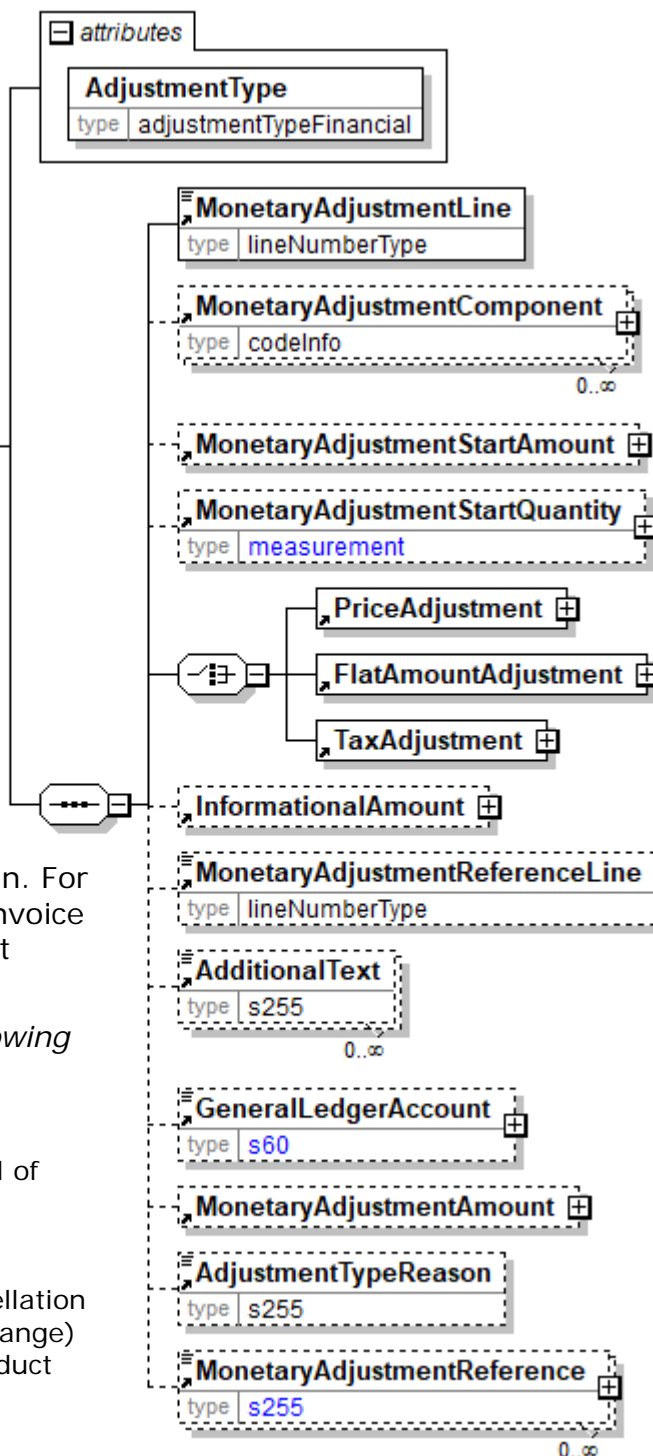 attributes
AdjustmentType
type adjustmentTypeFinancial
MonetaryAdjustmentLine
type lineNumberType
MonetaryAdjustmentComponent
type codeInfo
0..∞
MonetaryAdjustmentStartAmount
MonetaryAdjustmentStartQuantity
type measurement
PriceAdjustment
FlatAmountAdjustment
TaxAdjustment
InformationalAmount
MonetaryAdjustmentReferenceLine
type lineNumberType
AdditionalText
type s255
0..∞
GeneralLedgerAccount
type s60
MonetaryAdjustmentAmount
AdjustmentTypeReason
type s255
MonetaryAdjustmentReference
type s255
0..∞
n. For
nvoice
t
owing
l of
ellation
ange)
duct